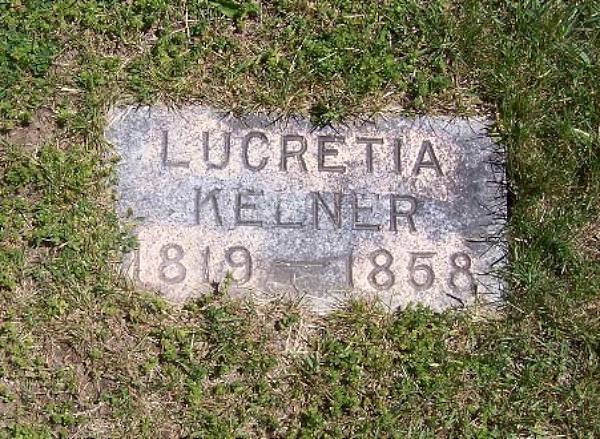 LUCRETIA
KELNER
1819 - 1858